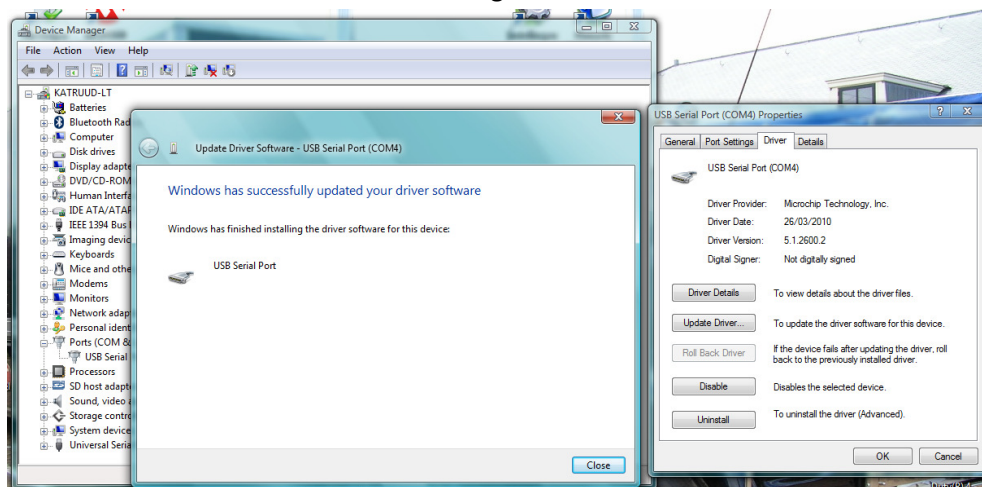 Device Manager
File Action View Help
KATRUUD-LT
Batteries
Bluetooth Rad
Computer
Disk drives
Display adapte
DVD/CD-ROM
Human Interfa
IDE ATA/ATAP
IEEE 1394 Bus
Imaging devic
Keyboards
Mice and othe
Modems
Monitors
Network adap
Personal ident
Ports (COM &
USB Serial
Processors
SD host adapt
Sound, video
Storage contr
System device
Universal Seria
Update Driver Software - USB Serial Port (COM4)
Windows has successfully updated your driver software
Windows has finished installing the driver software for this device:
USB Serial Port
Close
USB Serial Port (COM4) Properties
General Port Settings Driver Details
USB Serial Port (COM4)
Driver Provider: Microchip Technology, Inc.
Driver Date: 26/03/2010
Driver Version: 5.1.2600.2
Digital Signer: Not digitally signed
Driver Details To view details about the driver files.
Update Driver... To update the driver software for this device.
Roll Back Driver If the device fails after updating the driver, roll
back to the previously installed driver.
Disable Disables the selected device.
Uninstall To uninstall the driver (Advanced).
OK Cancel